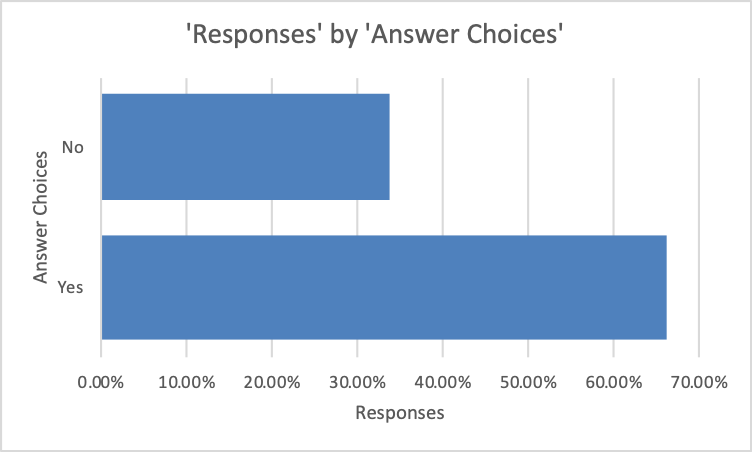 'Responses' by 'Answer Choices'
Answer Choices
No
Yes
0.00% 10.00% 20.00% 30.00% 40.00% 50.00% 60.00% 70.00%
Responses